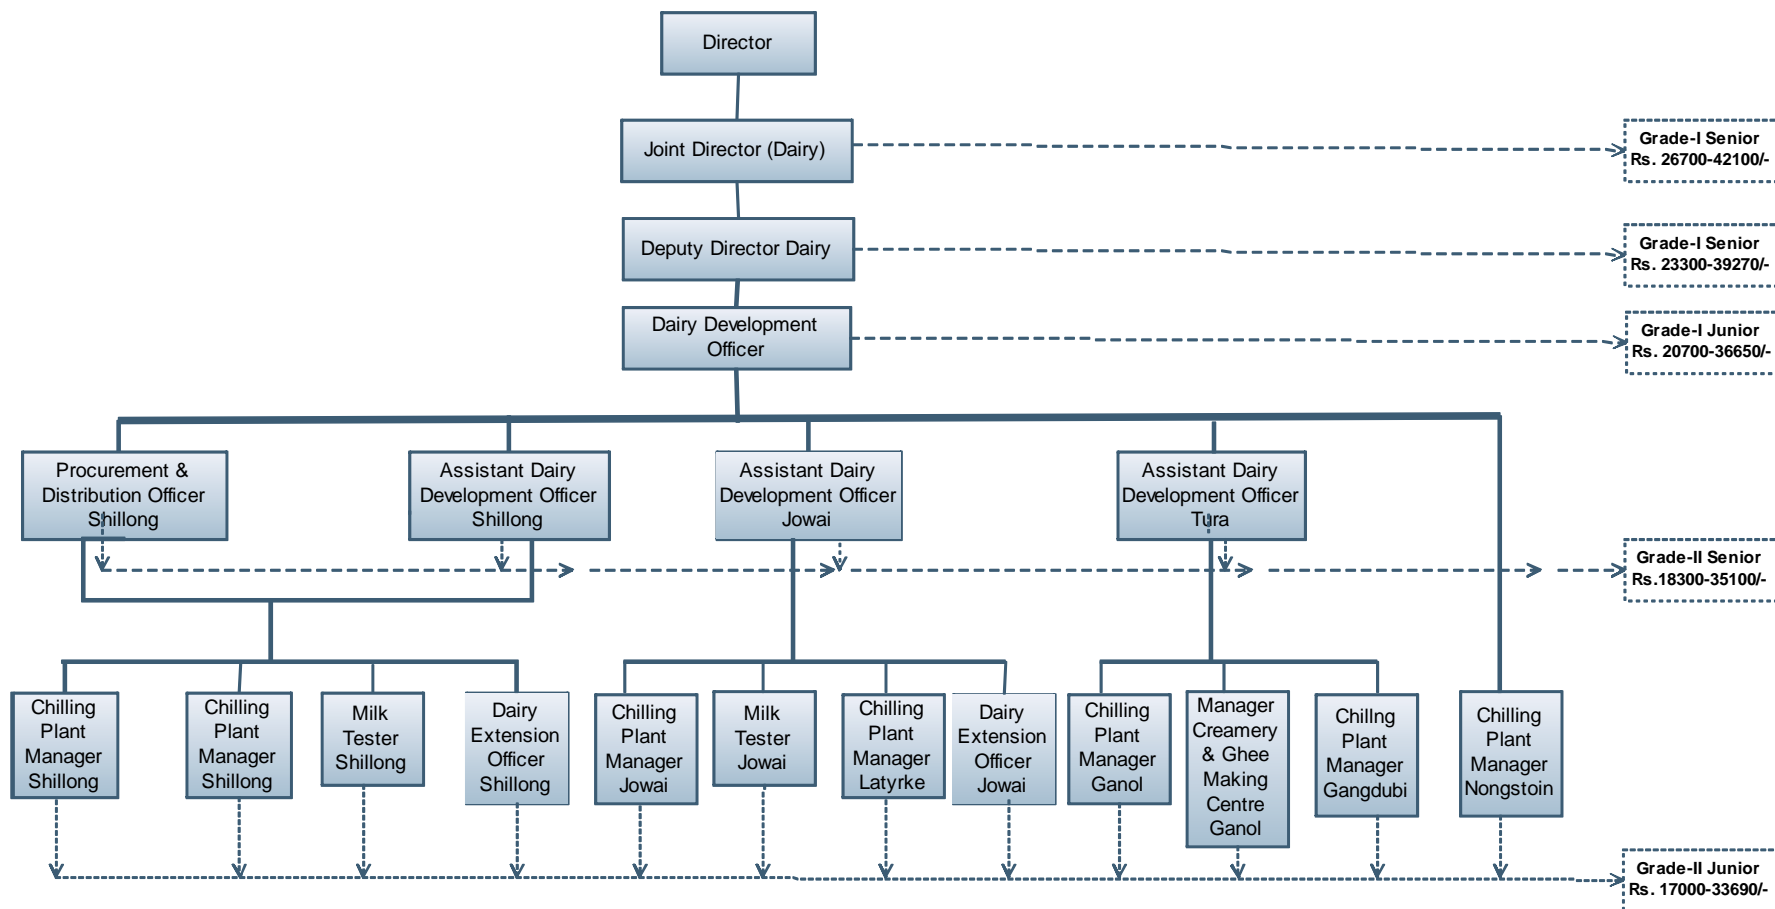 Director
Joint Director (Dairy)
Grade-I Senior
Rs. 26700-42100/-
Deputy Director Dairy
Grade-I Senior
Rs. 23300-39270/-
Dairy Development
Officer
Grade-I Junior
Rs. 20700-36650/-
Procurement &
Distribution Officer
Shillong
Assistant Dairy
Development Officer
Shillong
Assistant Dairy
Development Officer
Jowai
Assistant Dairy
Development Officer
Tura
Grade-II Senior
Rs.18300-35100/-
Chilling
Plant
Manager
Shillong
Chilling
Plant
Manager
Shillong
Milk
Tester
Shillong
Dairy
Extension
Officer
Shillong
Chilling
Plant
Manager
Jowai
Milk
Tester
Jowai
Chilling
Plant
Manager
Latyrke
Dairy
Extension
Officer
Jowai
Chilling
Plant
Manager
Ganol
Manager
Creamery
& Ghee
Making
Centre
Ganol
Chillng
Plant
Manager
Gangdubi
Chilling
Plant
Manager
Nongstoin
Grade-II Junior
Rs. 17000-33690/-